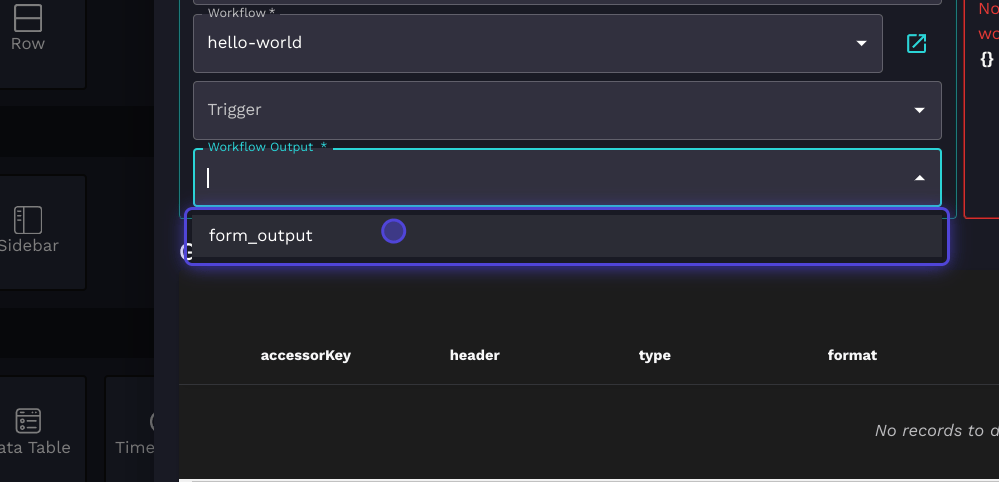 Row
Sidebar
ata Table
Time
Workflow *
hello-world
Trigger
Workflow Output *
form_output
accessorKey header type format
No records to
No
{}